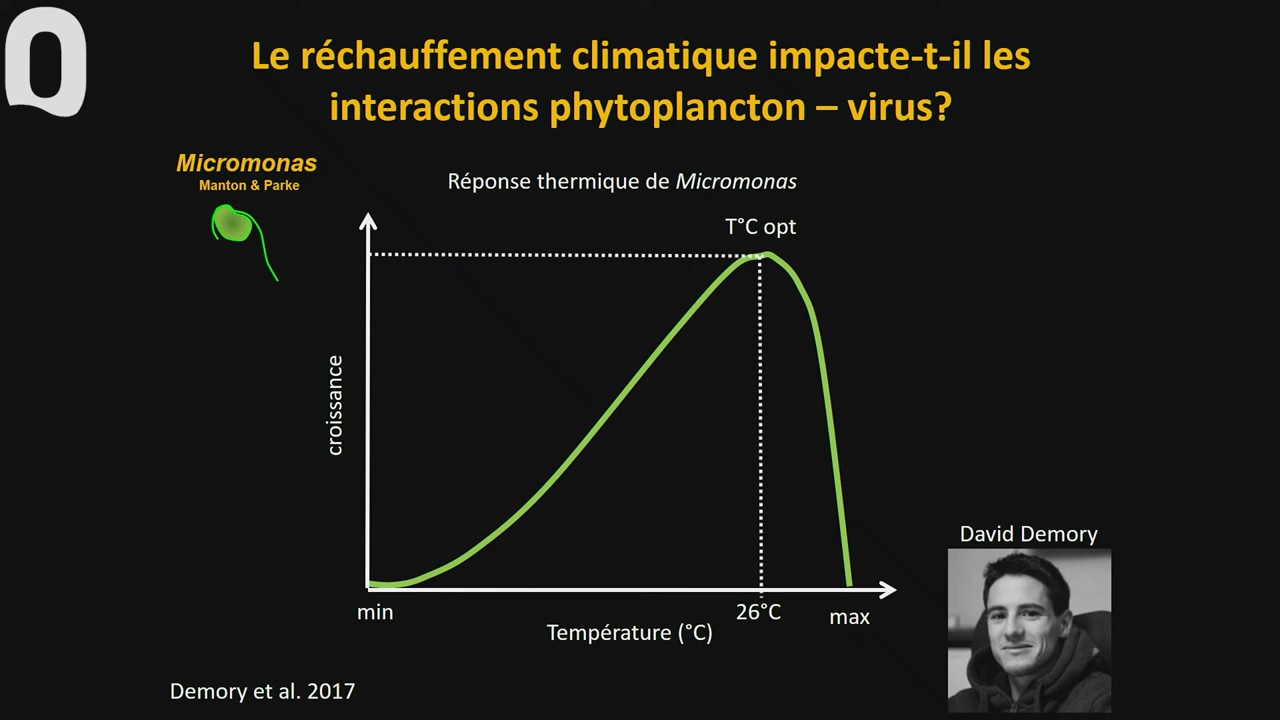 Q
Le réchauffement climatique impacte-t-il les
interactions phytoplancton – virus?
Micromonas
Manton & Parke
Réponse thermique de Micromonas
T°C opt
croissance
min
26°C
max
Température (°C)
David Demory
Demory et al. 2017